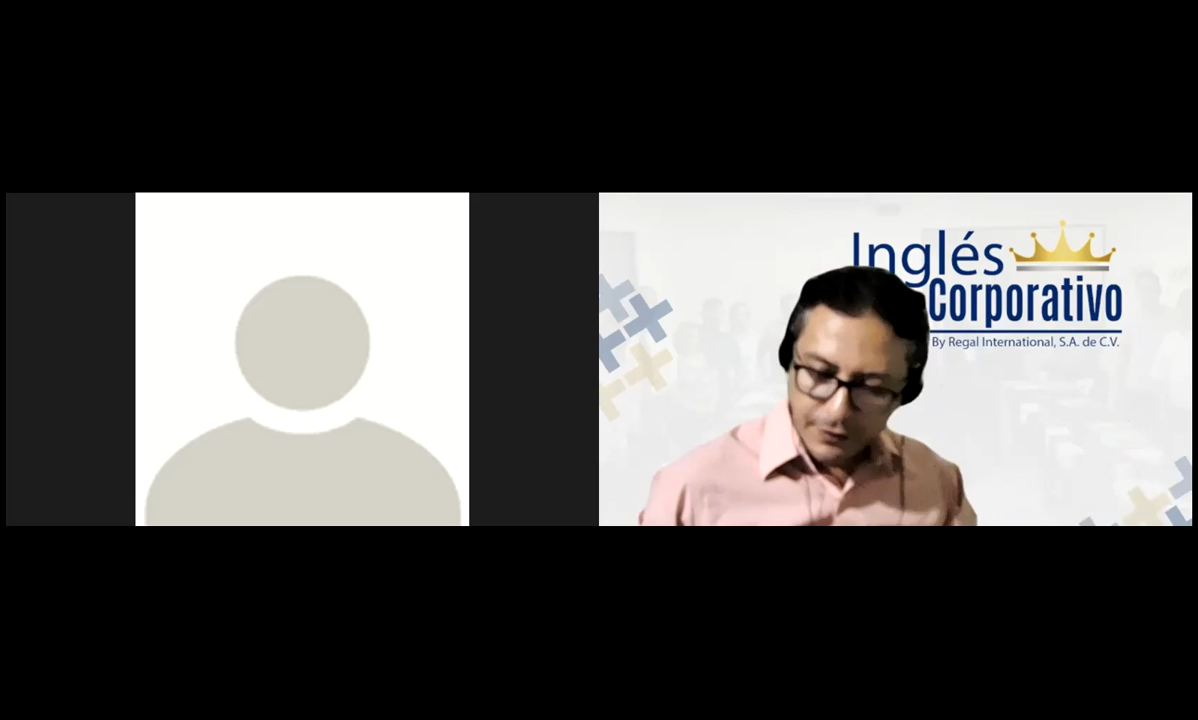 Inglés
Corporativo
By Regal International, S.A. de C.V.